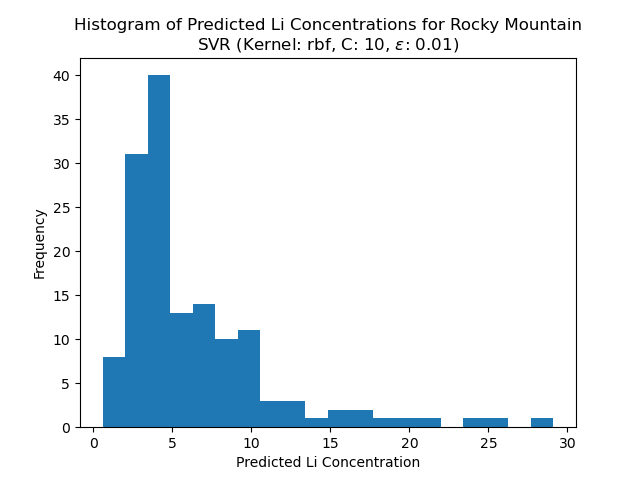 Histogram of Predicted Li Concentrations for Rocky Mountain
SVR (Kernel: rbf, C: 10, ε: 0.01)
40
35
30
25
20
15
10
5
0
Frequency
0 5 10 15 20 25 30
Predicted Li Concentration